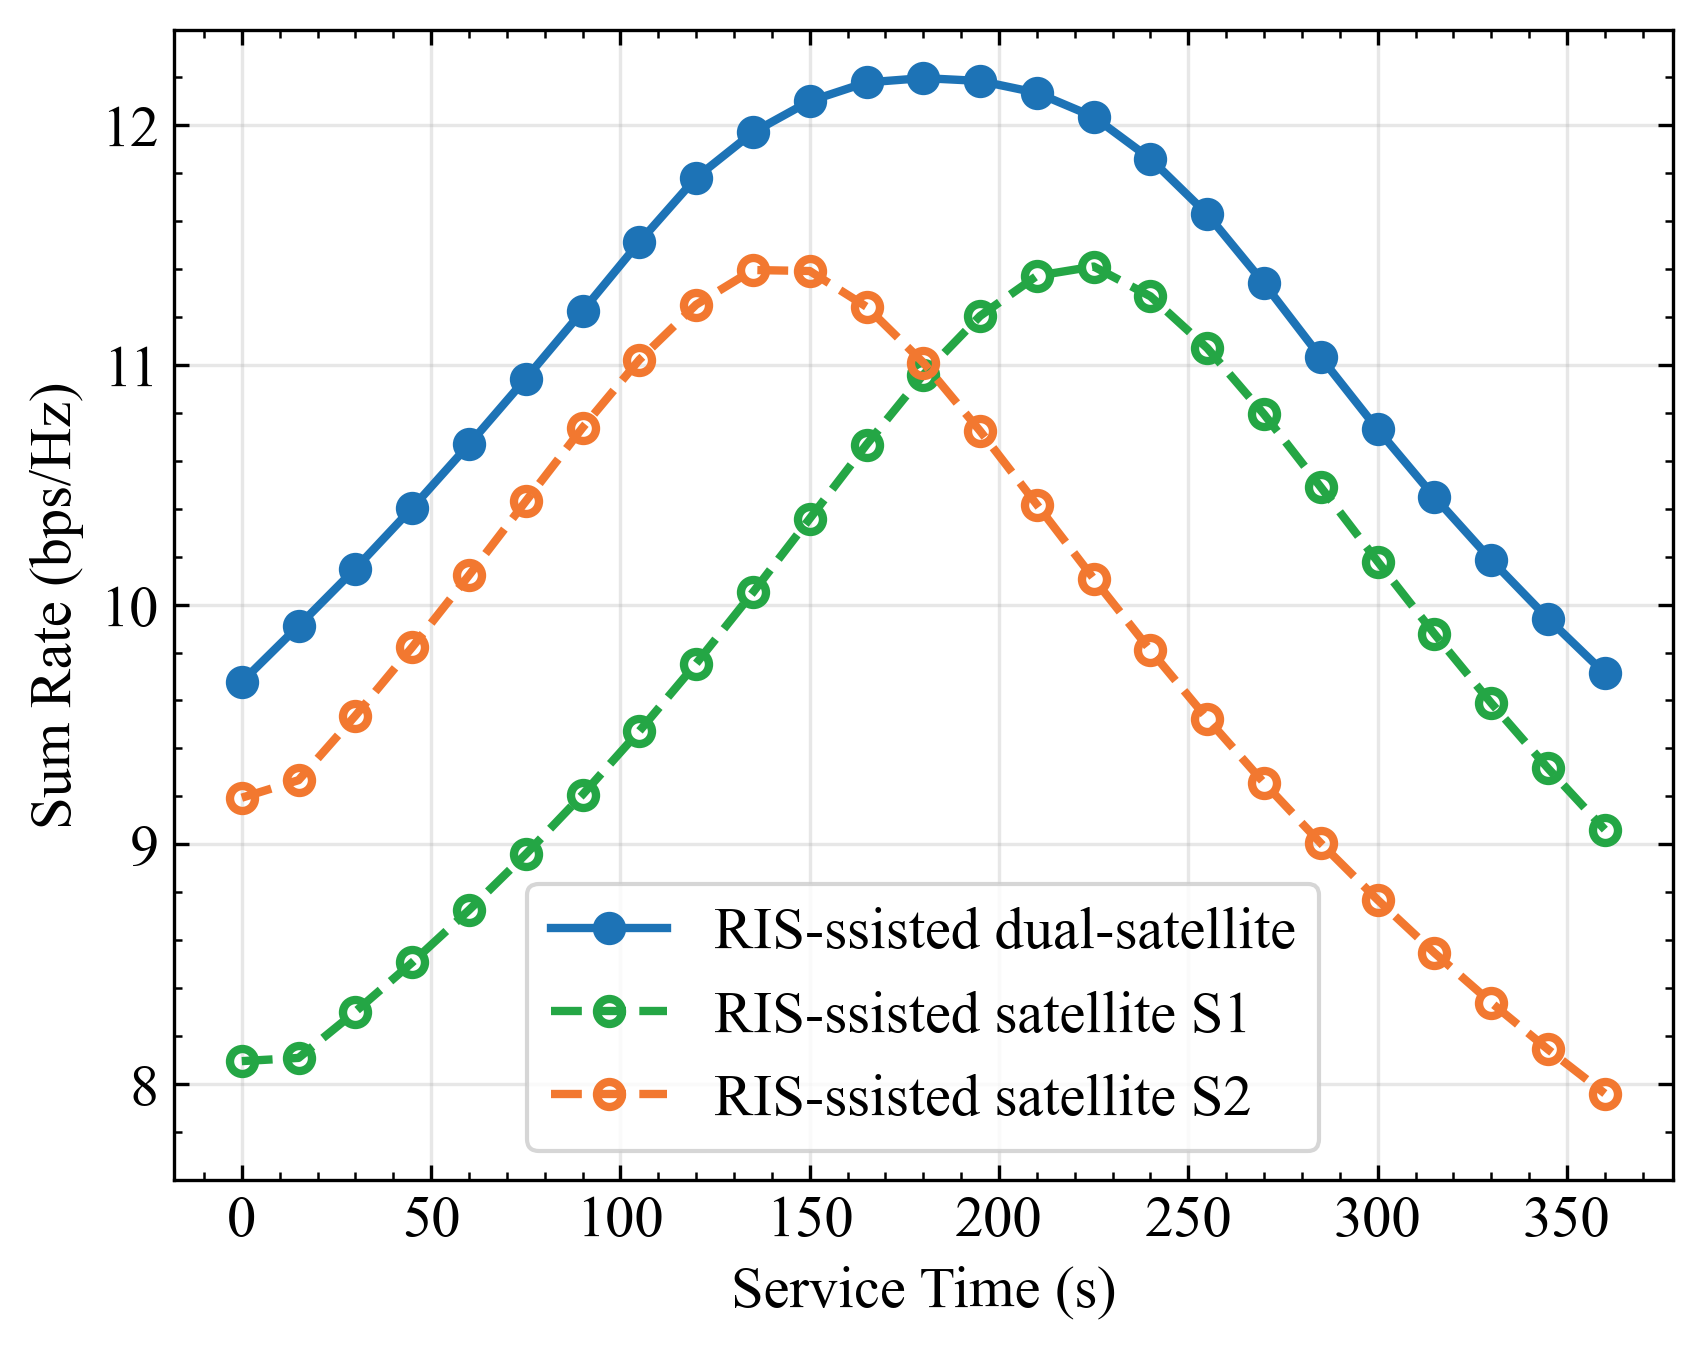 12
11
10
9
8
Sum Rate (bps/Hz)
RIS-ssisted dual-satellite
RIS-ssisted satellite S1
RIS-ssisted satellite S2
0 50 100 150 200 250 300 350
Service Time (s)